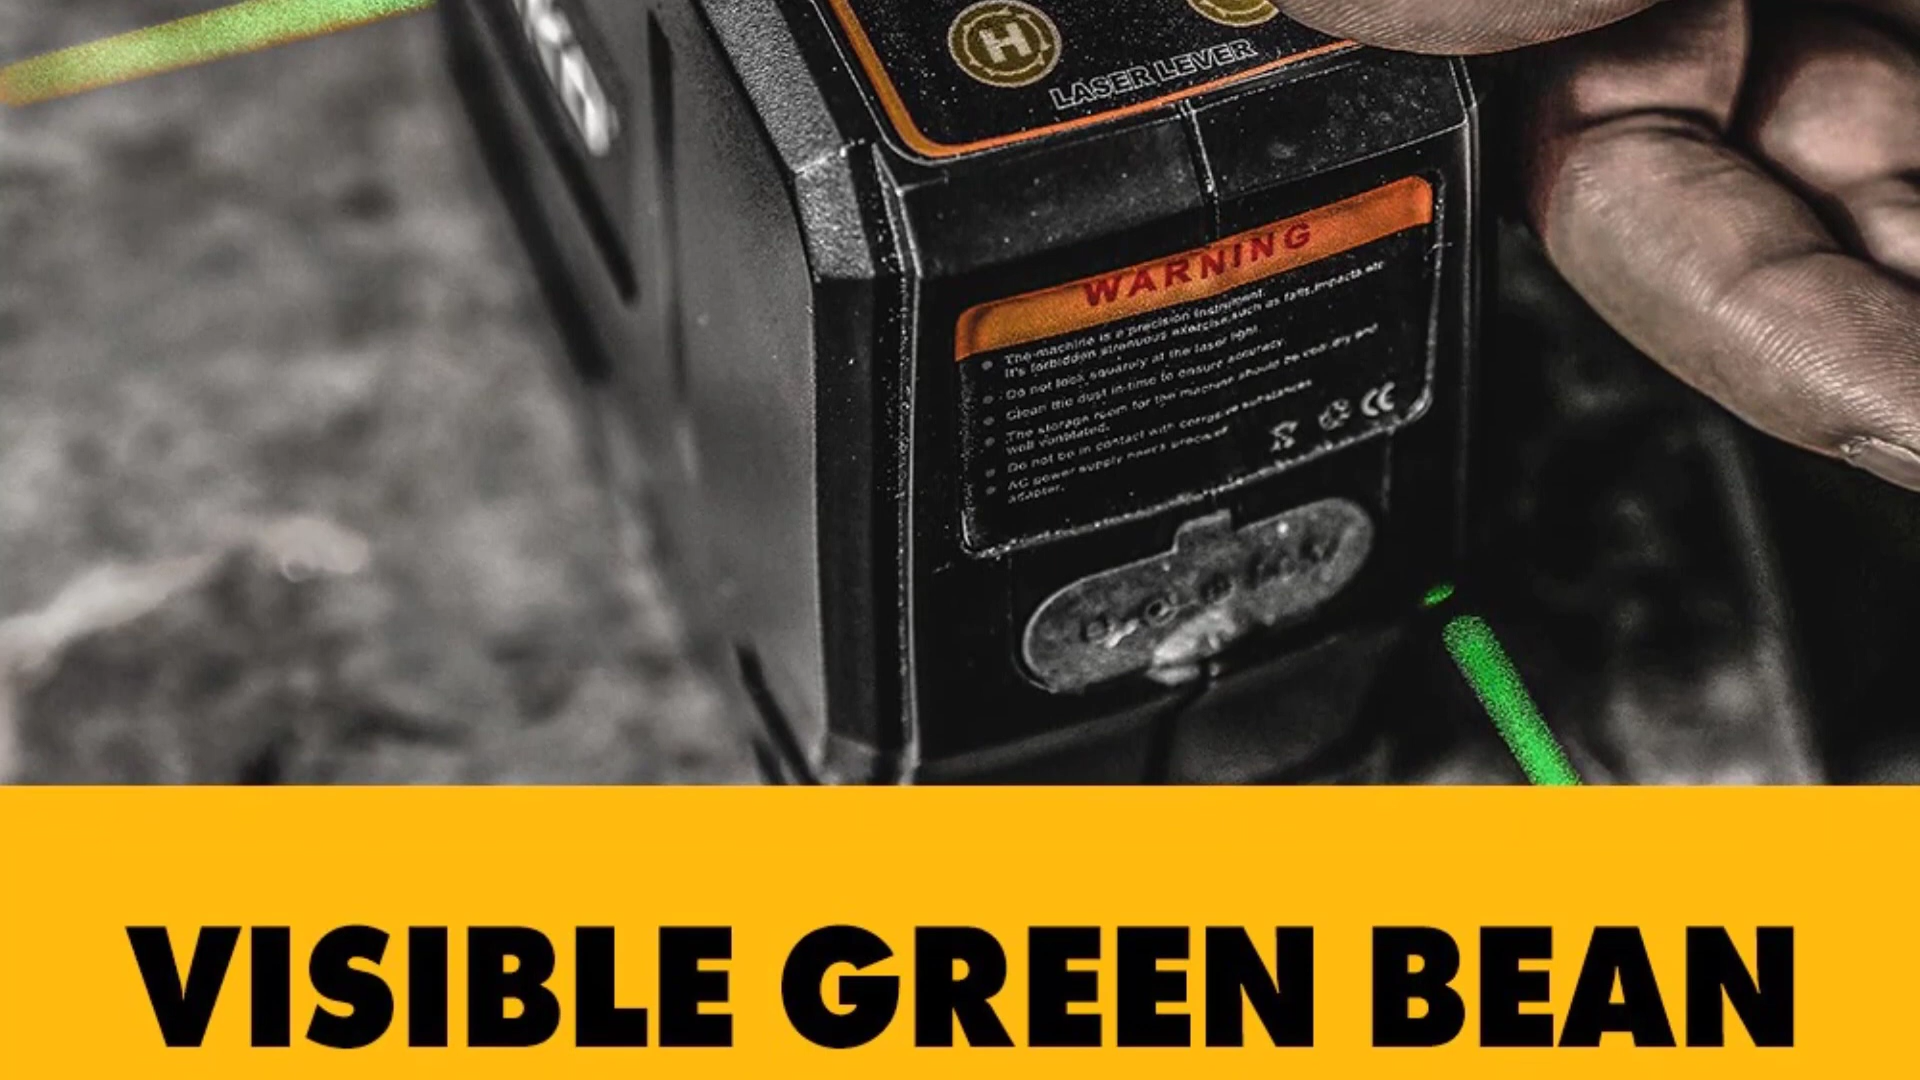 H
LASER LEVER
WARNING
The machine is a precision instrument.
It's forbidden strenuous exercise,such as falls,impacts etc
Do not look squarely at the laser light.
Clean the dust in time to ensure accuracy.
The storage room for the machine should be cool dry and
well ventilated.
Do not be in contact with corrosive substances
AC power supply needs precised
adapter.
CE
VISIBLE GREEN BEAN